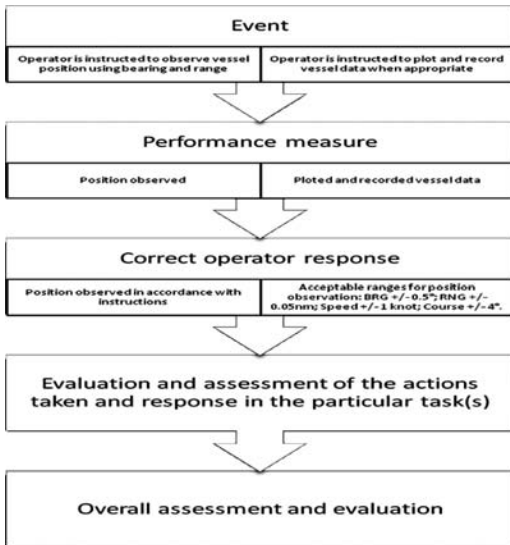 Event
Operator is instructed to observe vessel
position using bearing and range
Operator is instructed to plot and record
vessel data when appropriate
Performance measure
Position observed
Ploted and recorded vessel data
Correct operator response
Position observed in accordance with
instructions
Acceptable ranges for position
observation: BRG +/-0.5°; RNG +/-
0.05nm; Speed +/-1 knot; Course +/-4°.
Evaluation and assessment of the actions
taken and response in the particular task(s)
Overall assessment and evaluation